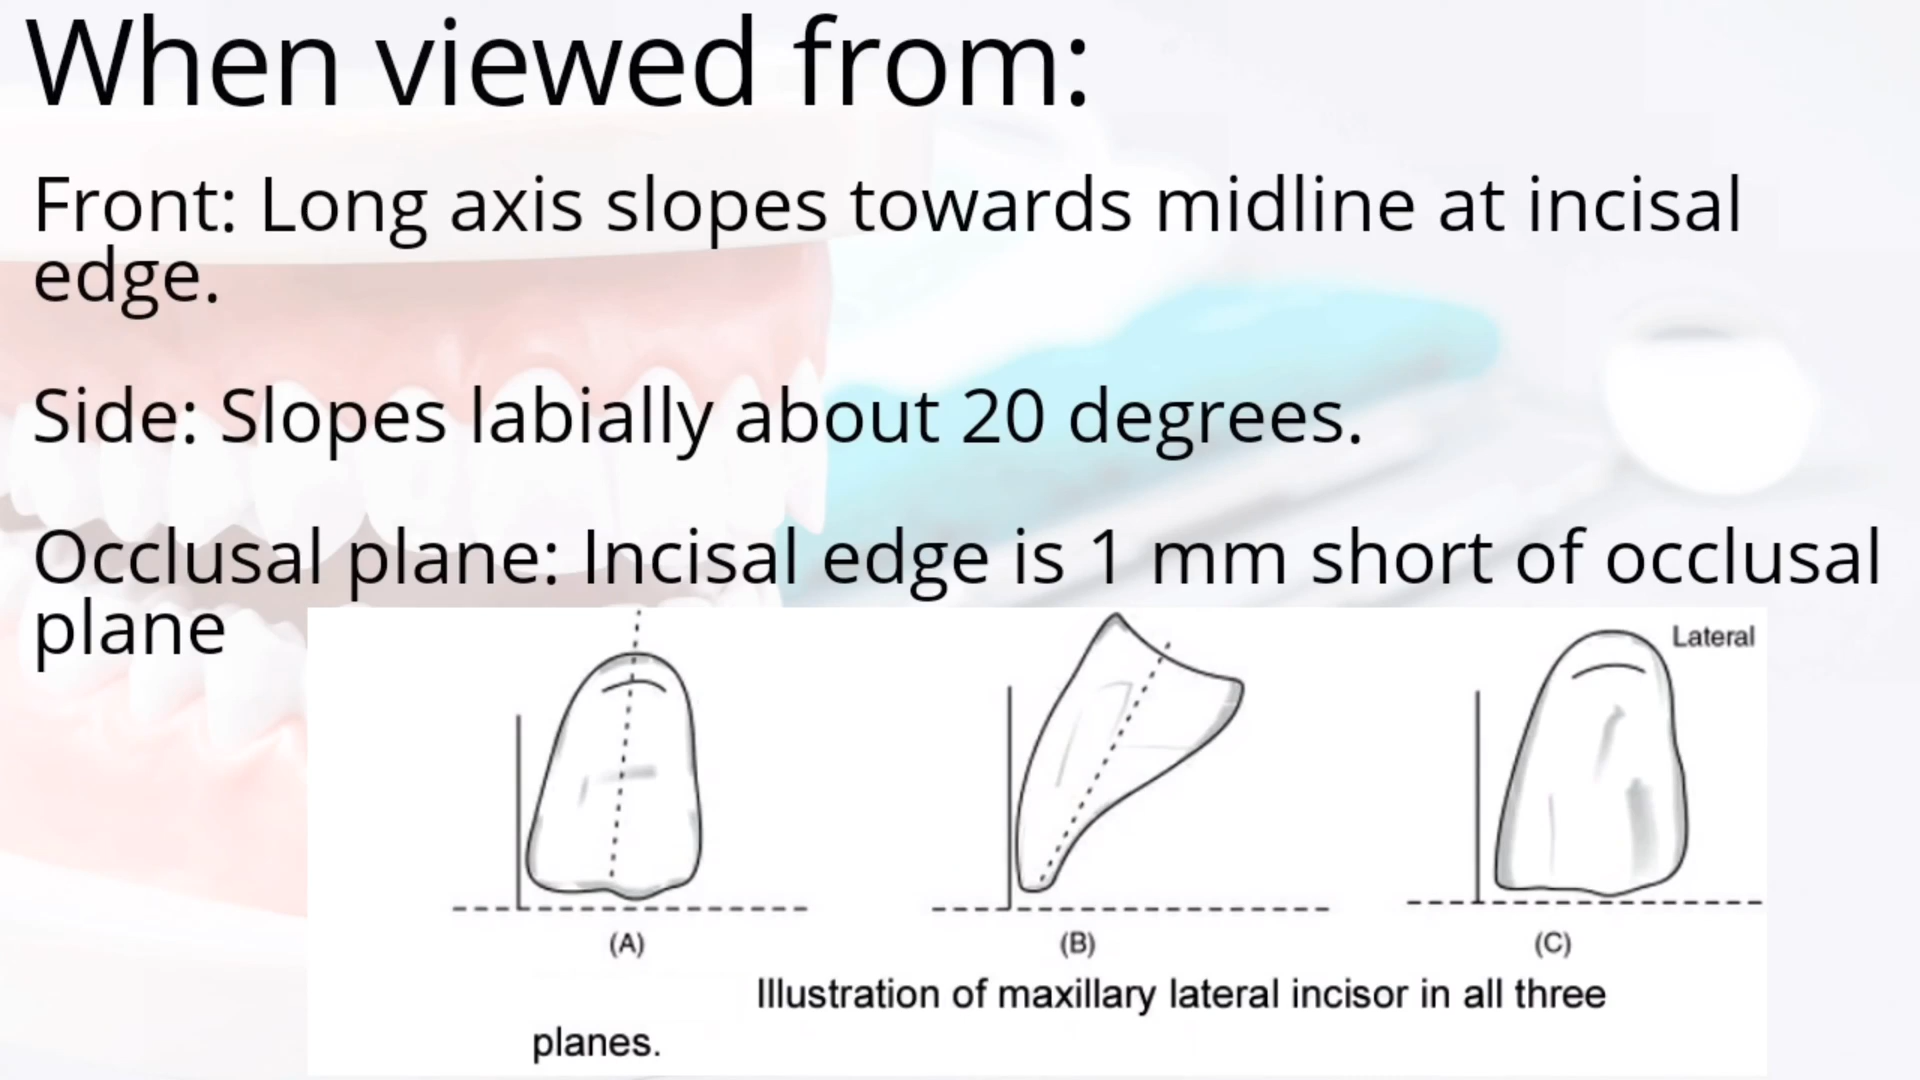 When viewed from:
Front: Long axis slopes towards midline at incisal
edge.
Side: Slopes labially about 20 degrees.
Occlusal plane: Incisal edge is 1 mm short of occlusal
plane
Lateral
(A)
(B)
(C)
Illustration of maxillary lateral incisor in all three
planes.